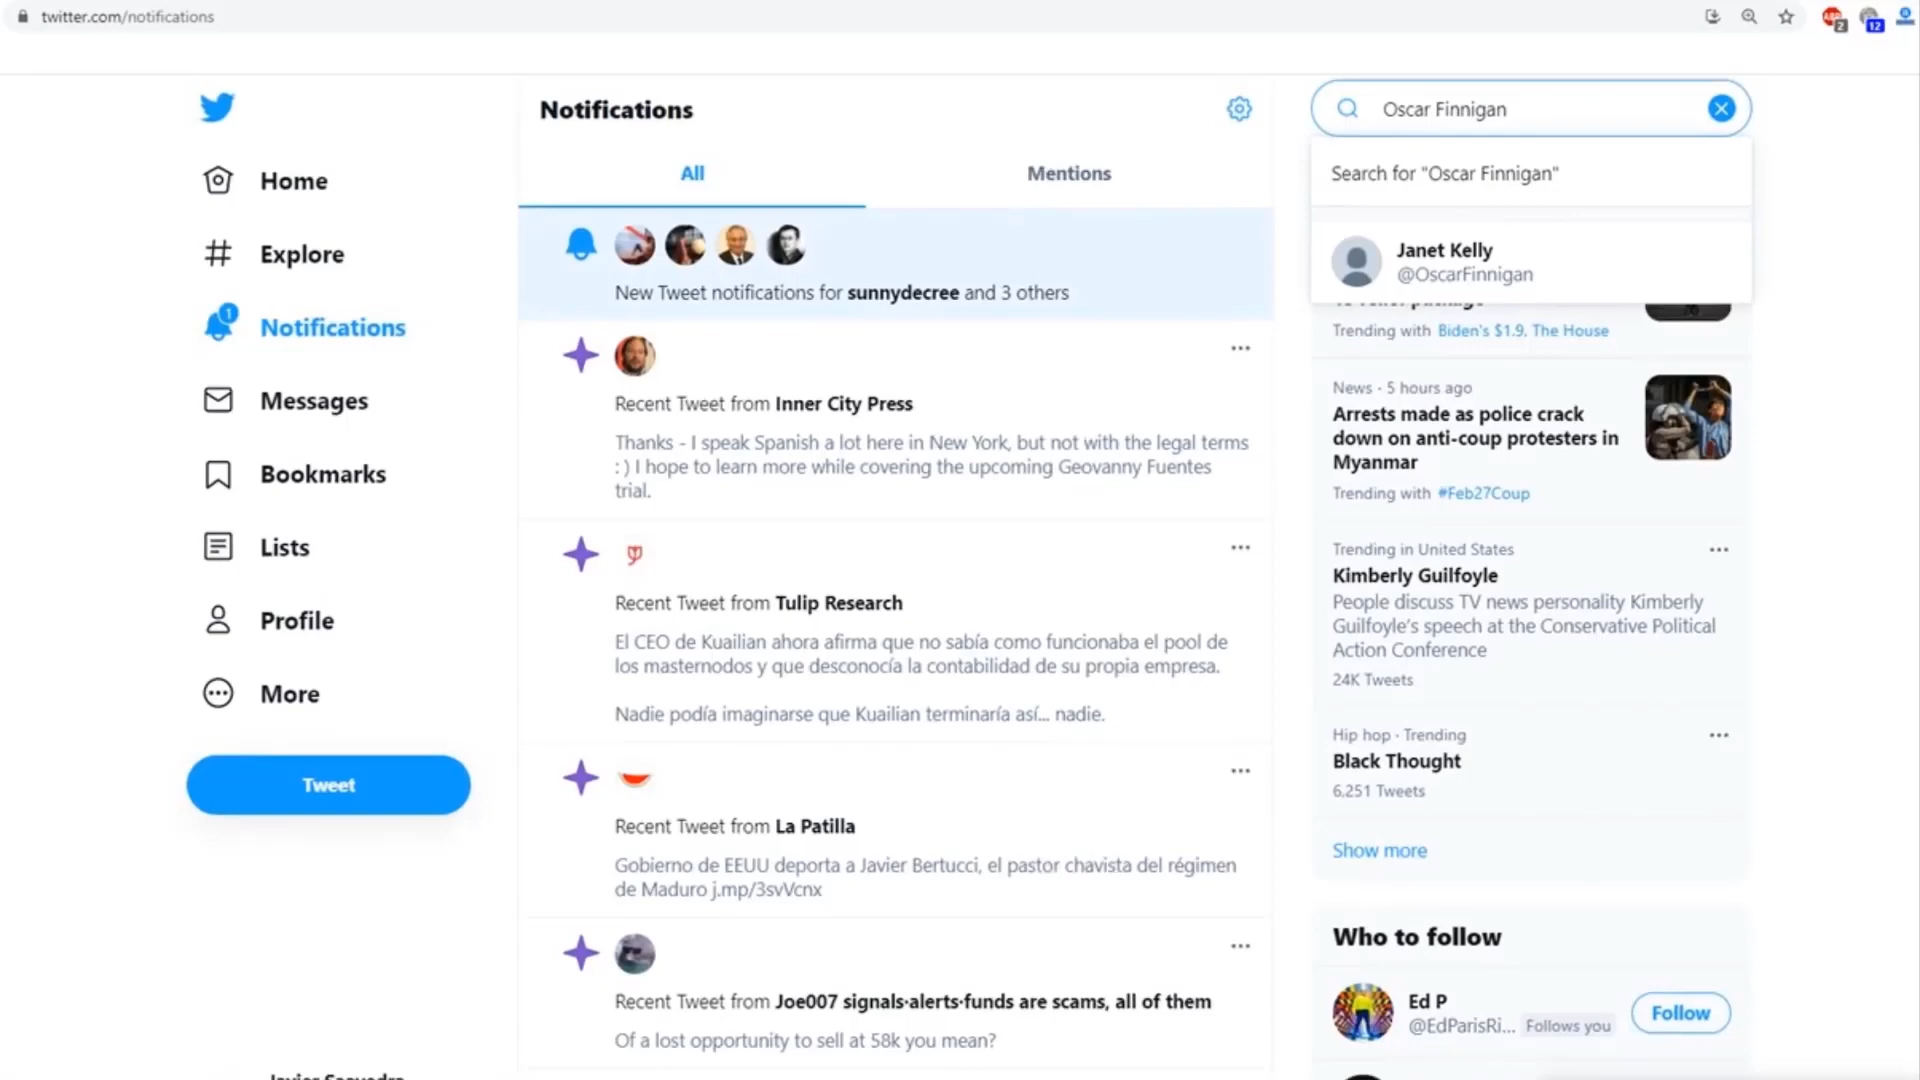 twitter.com/notifications
2
12
Home
Explore
1
Notifications
Messages
Bookmarks
Lists
Profile
More
Tweet
Notifications
All
Mentions
New Tweet notifications for sunnydecree and 3 others
Recent Tweet from Inner City Press
Thanks - I speak Spanish a lot here in New York, but not with the legal terms
: ) I hope to learn more while covering the upcoming Geovanny Fuentes
trial.
Recent Tweet from Tulip Research
El CEO de Kuailian ahora afirma que no sabía como funcionaba el pool de
los masternodos y que desconocía la contabilidad de su propia empresa.
Nadie podía imaginarse que Kuailian terminaría así... nadie.
Recent Tweet from La Patilla
Gobierno de EEUU deporta a Javier Bertucci, el pastor chavista del régimen
de Maduro j.mp/3svVcnx
Recent Tweet from Joe007 signals·alerts·funds are scams, all of them
Of a lost opportunity to sell at 58k you mean?
Oscar Finnigan
Search for "Oscar Finnigan"
Janet Kelly
@OscarFinnigan
Trending with Biden's $1.9, The House
News · 5 hours ago
Arrests made as police crack
down on anti-coup protesters in
Myanmar
Trending with #Feb27Coup
Trending in United States
Kimberly Guilfoyle
People discuss TV news personality Kimberly
Guilfoyle's speech at the Conservative Political
Action Conference
24K Tweets
Hip hop · Trending
Black Thought
6,251 Tweets
Show more
Who to follow
Ed P
@EdParisRi... Follows you
Follow